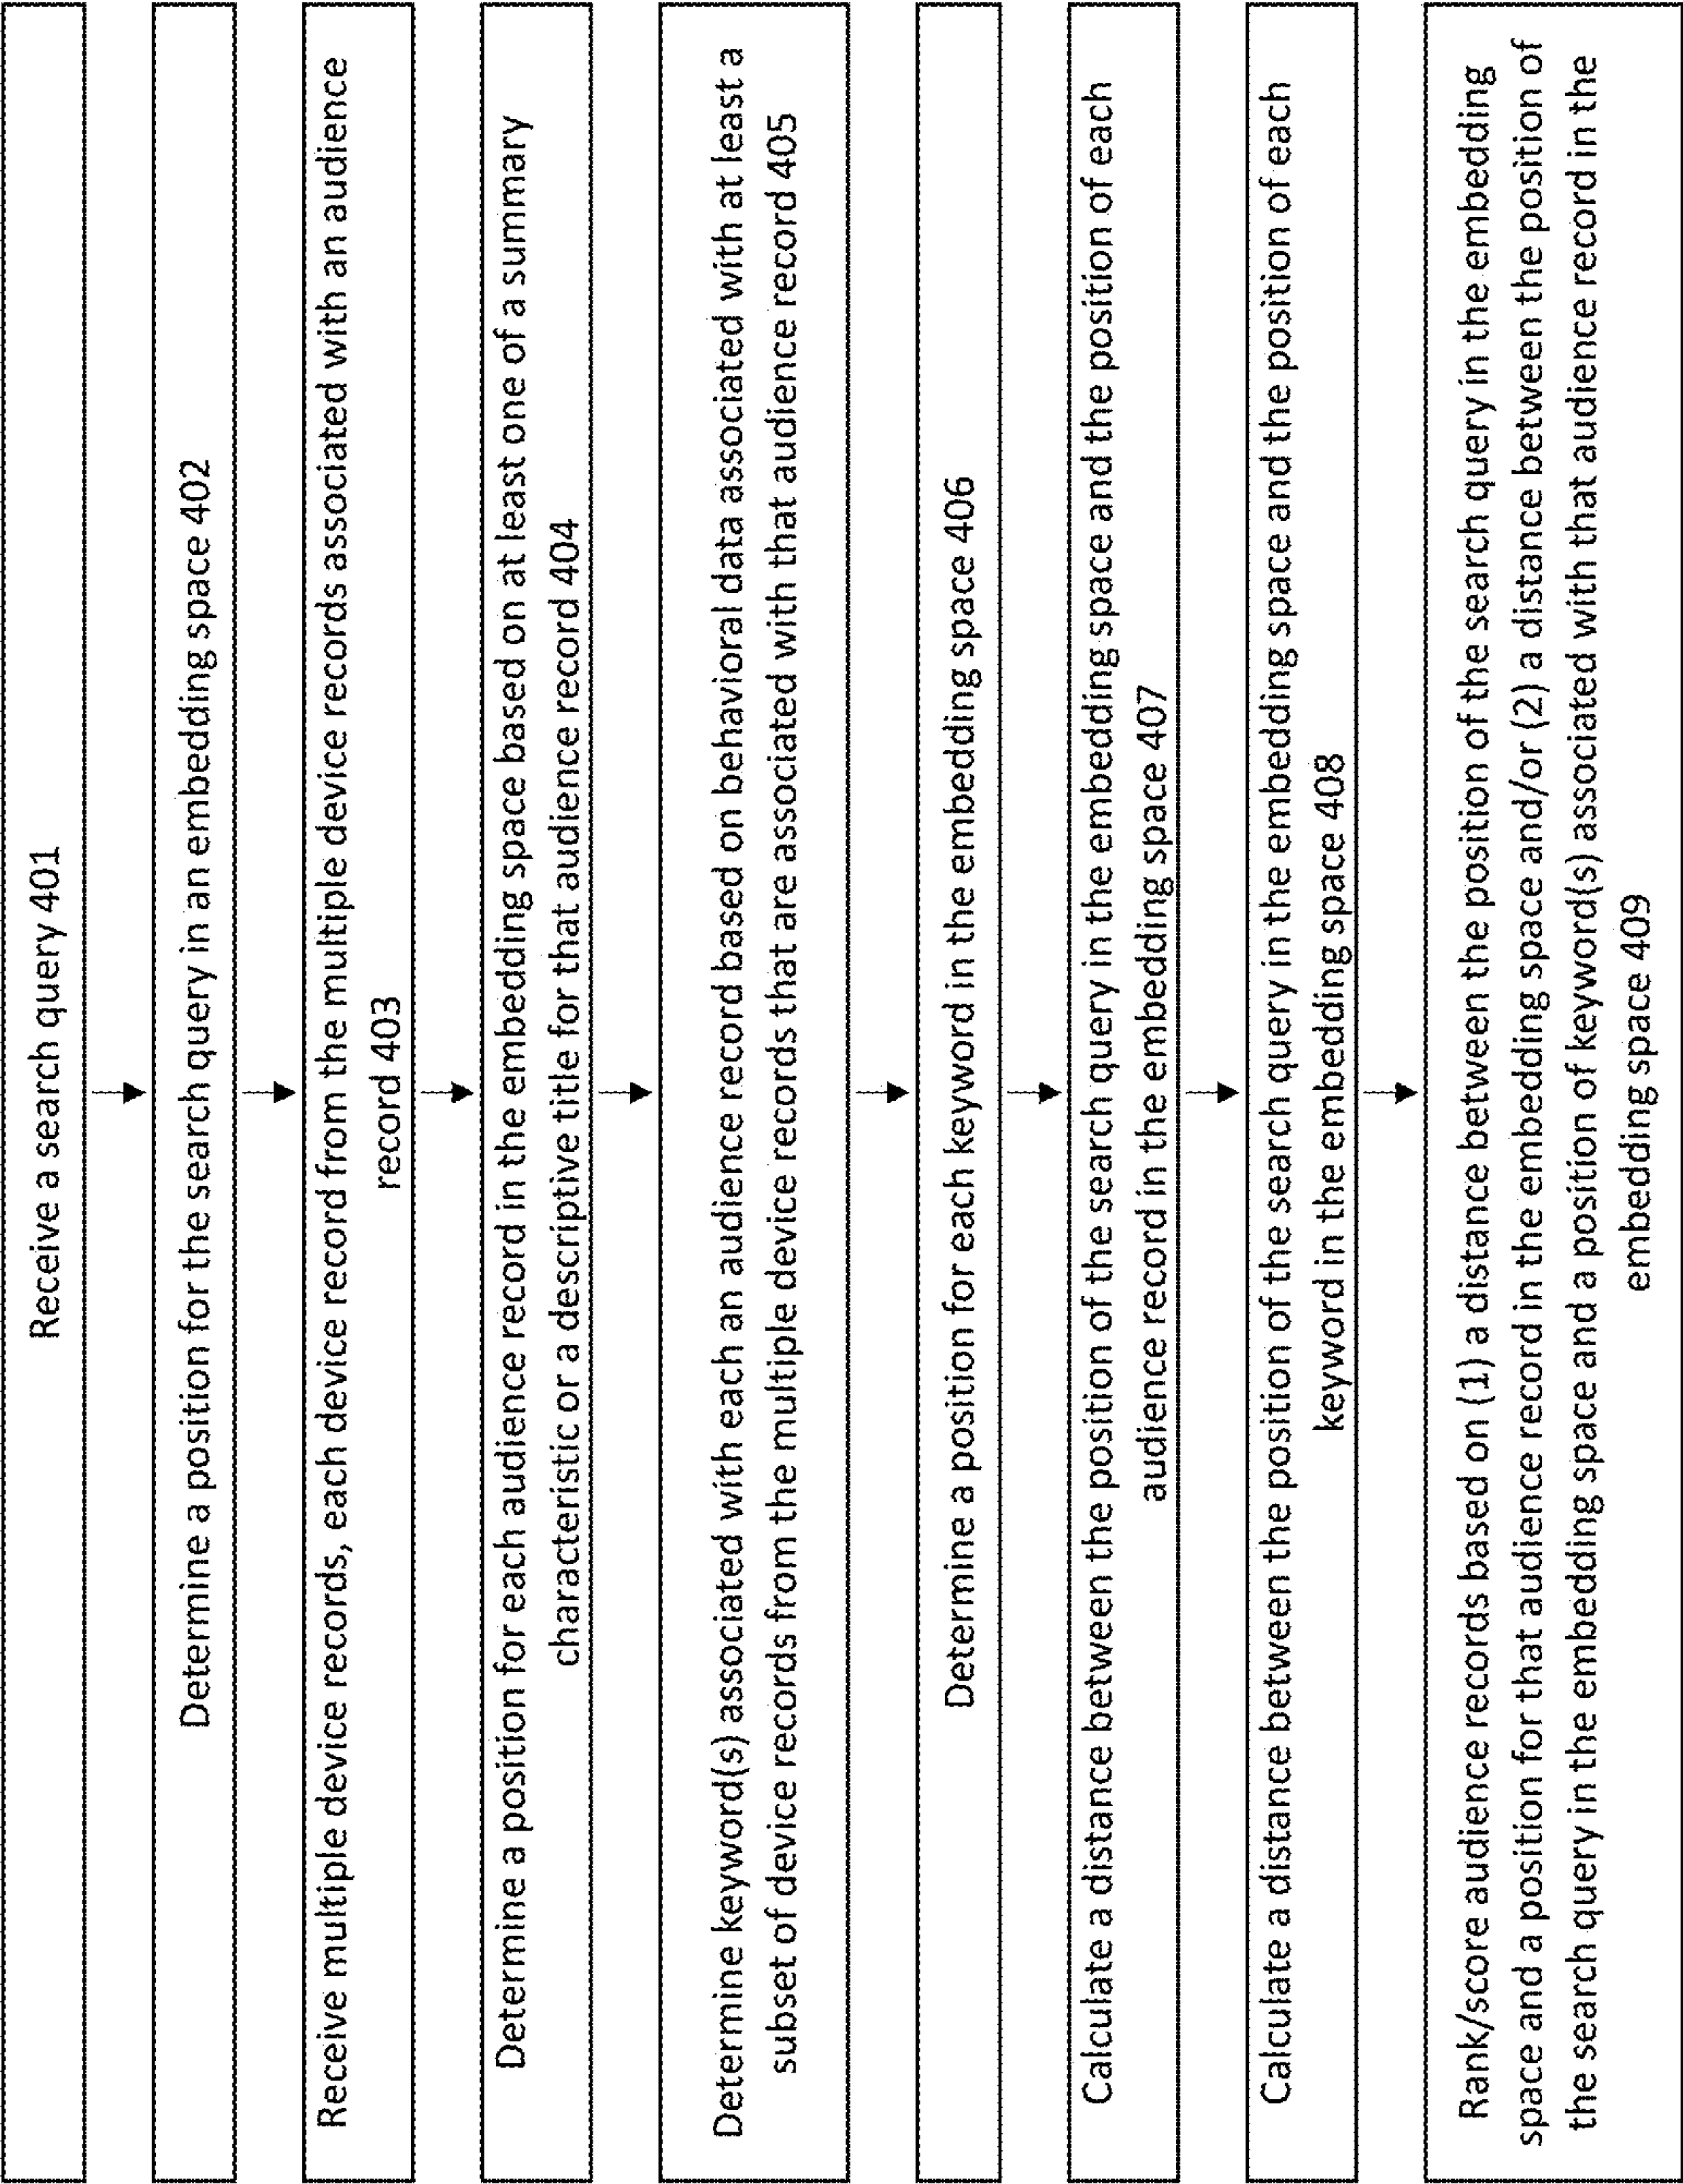 Receive a search query 401
Determine a position for the search query in an embedding space 402
Receive multiple device records, each device record from the multiple device records associated with an audience
record 403
Determine a position for each audience record in the embedding space based on at least one of a summary
characteristic or a descriptive title for that audience record 404
Determine keyword(s) associated with each an audience record based on behavioral data associated with at least a
subset of device records from the multiple device records that are associated with that audience record 405
Determine a position for each keyword in the embedding space 406
Calculate a distance between the position of the search query in the embedding space and the position of each
audience record in the embedding space 407
Calculate a distance between the position of the search query in the embedding space and the position of each
keyword in the embedding space 408
Rank/score audience records based on (1) a distance between the position of the search query in the embedding
space and a position for that audience record in the embedding space and/or (2) a distance between the position of
the search query in the embedding space and a position of keyword(s) associated with that audience record in the
embedding space 409